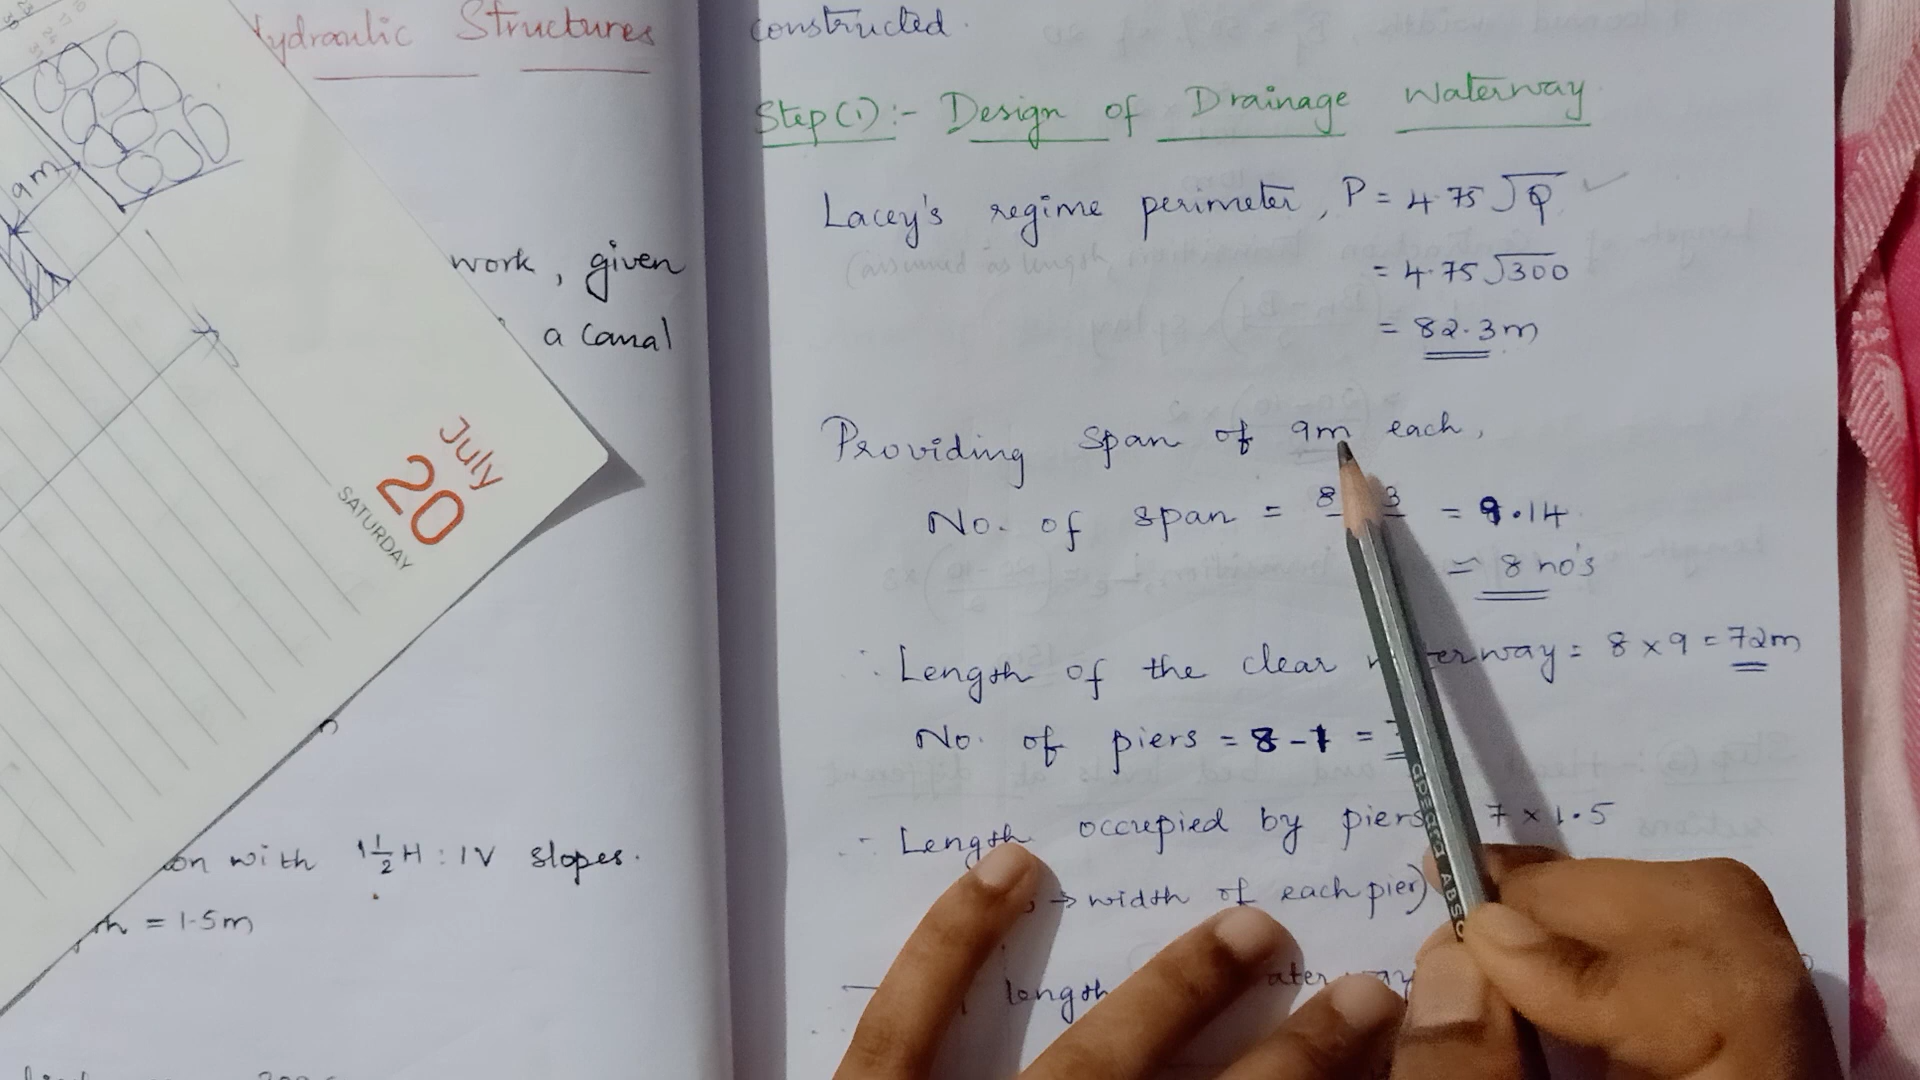 Hydraulic Structures
9m
work, given
a canal
July
20
SATURDAY
on with 1½H : 1V slopes.
= 1.5m
constructed.
Step (1) :- Design of Drainage Waterway
Lacey's regime perimeter, P = 4.75 √Q
= 4.75 √300
= 82.3m
Providing span of 9m each,
No. of span = 8 3 = 9.14
= 8 no's
∴ Length of the clear waterway = 8 × 9 = 72m
No. of piers = 8 - 1 =
∴ Length occupied by piers 7 × 1.5
→ width of each pier)
length